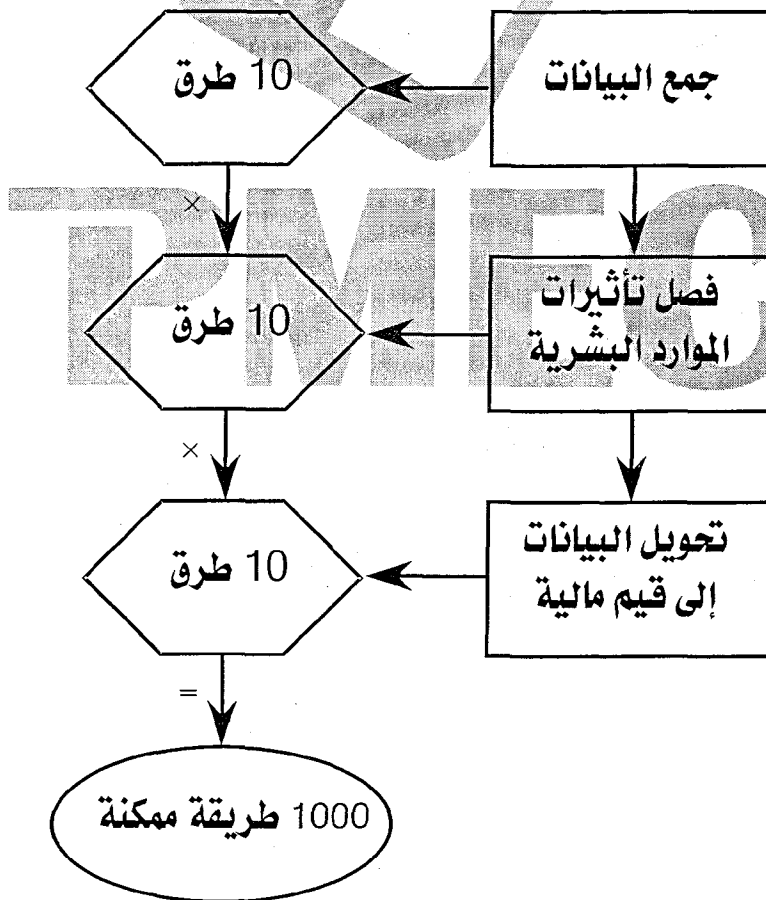 جمع البيانات
10 طرق
×
فصل تأثيرات
الموارد البشرية
10 طرق
×
تحويل البيانات
إلى قيم مالية
10 طرق
=
1000 طريقة ممكنة
PMEC